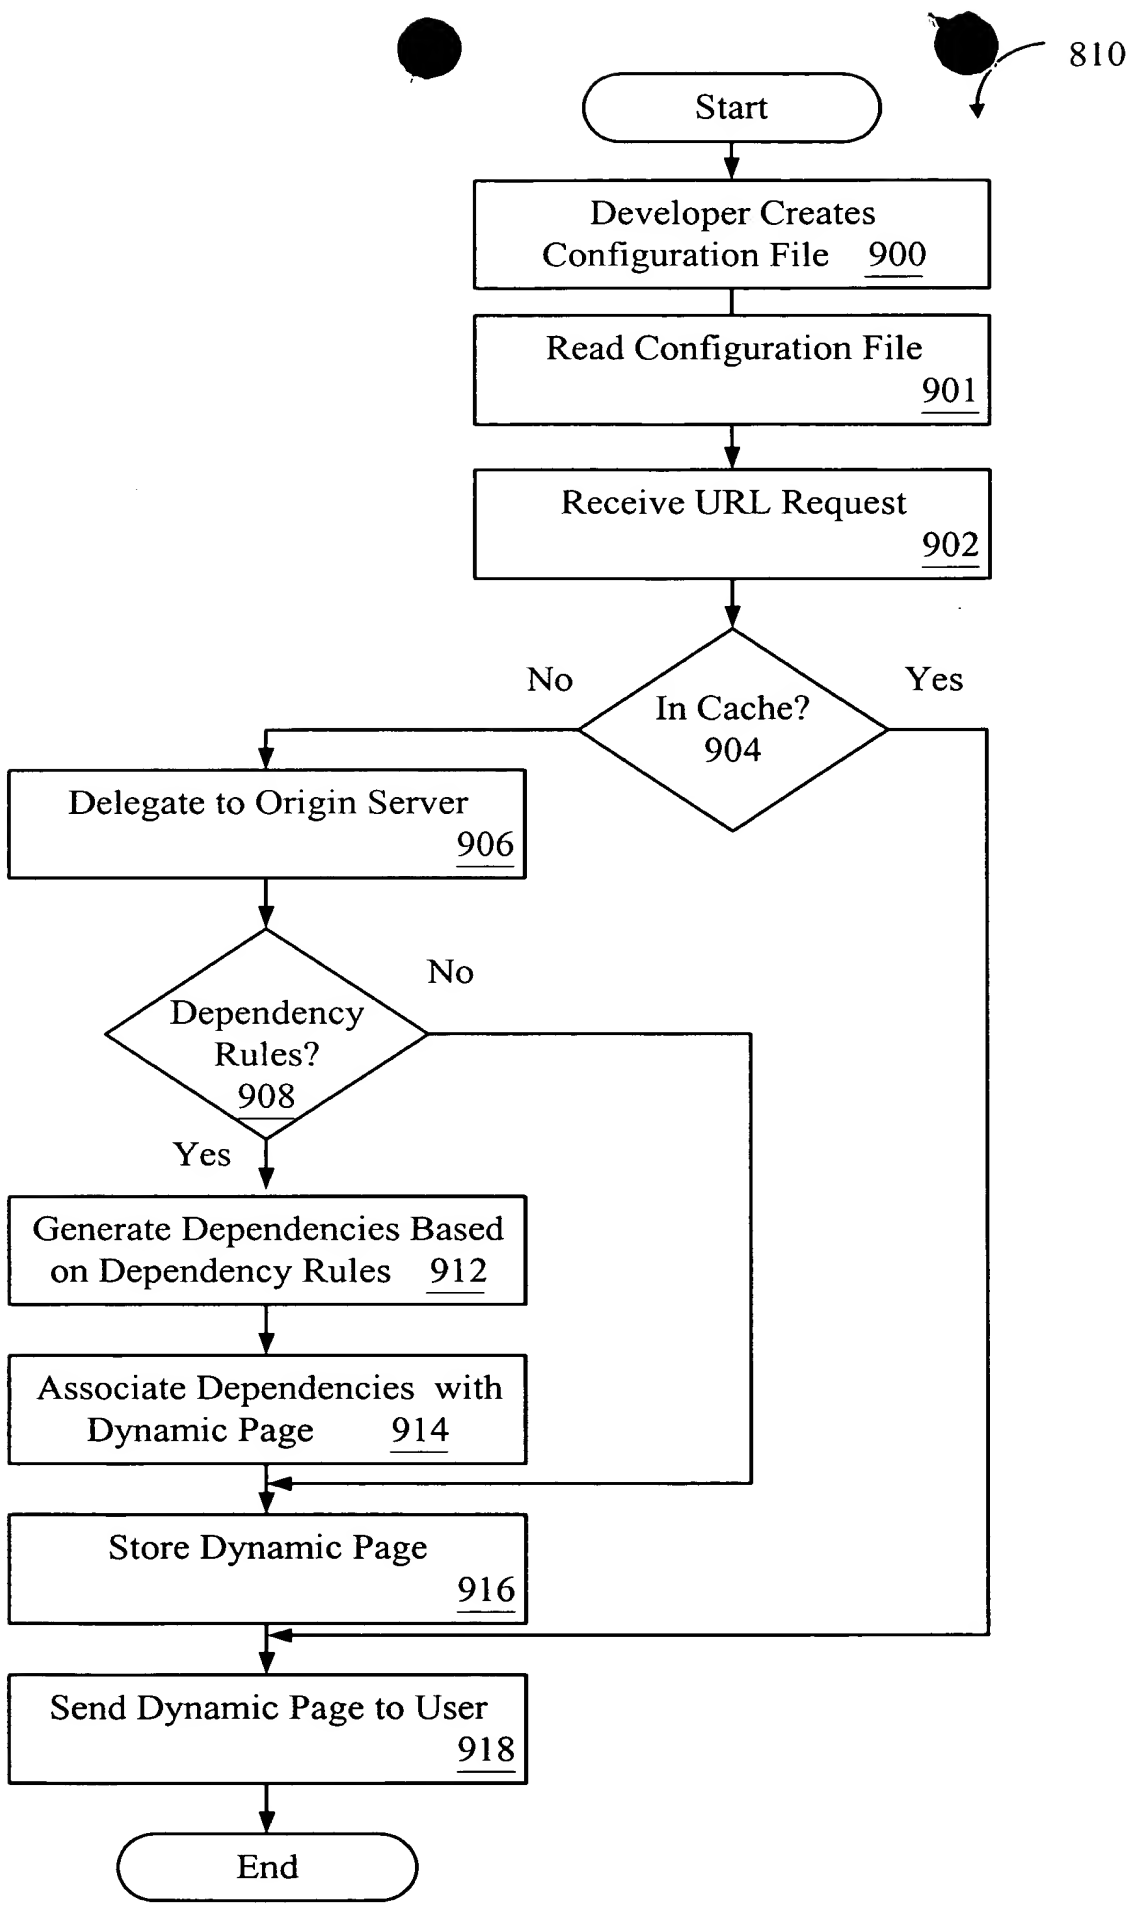 810
Start
Developer Creates
Configuration File 900
Read Configuration File
901
Receive URL Request
902
No
Yes
In Cache?
904
Delegate to Origin Server
906
No
Dependency
Rules?
908
Yes
Generate Dependencies Based
on Dependency Rules 912
Associate Dependencies with
Dynamic Page 914
Store Dynamic Page
916
Send Dynamic Page to User
918
End